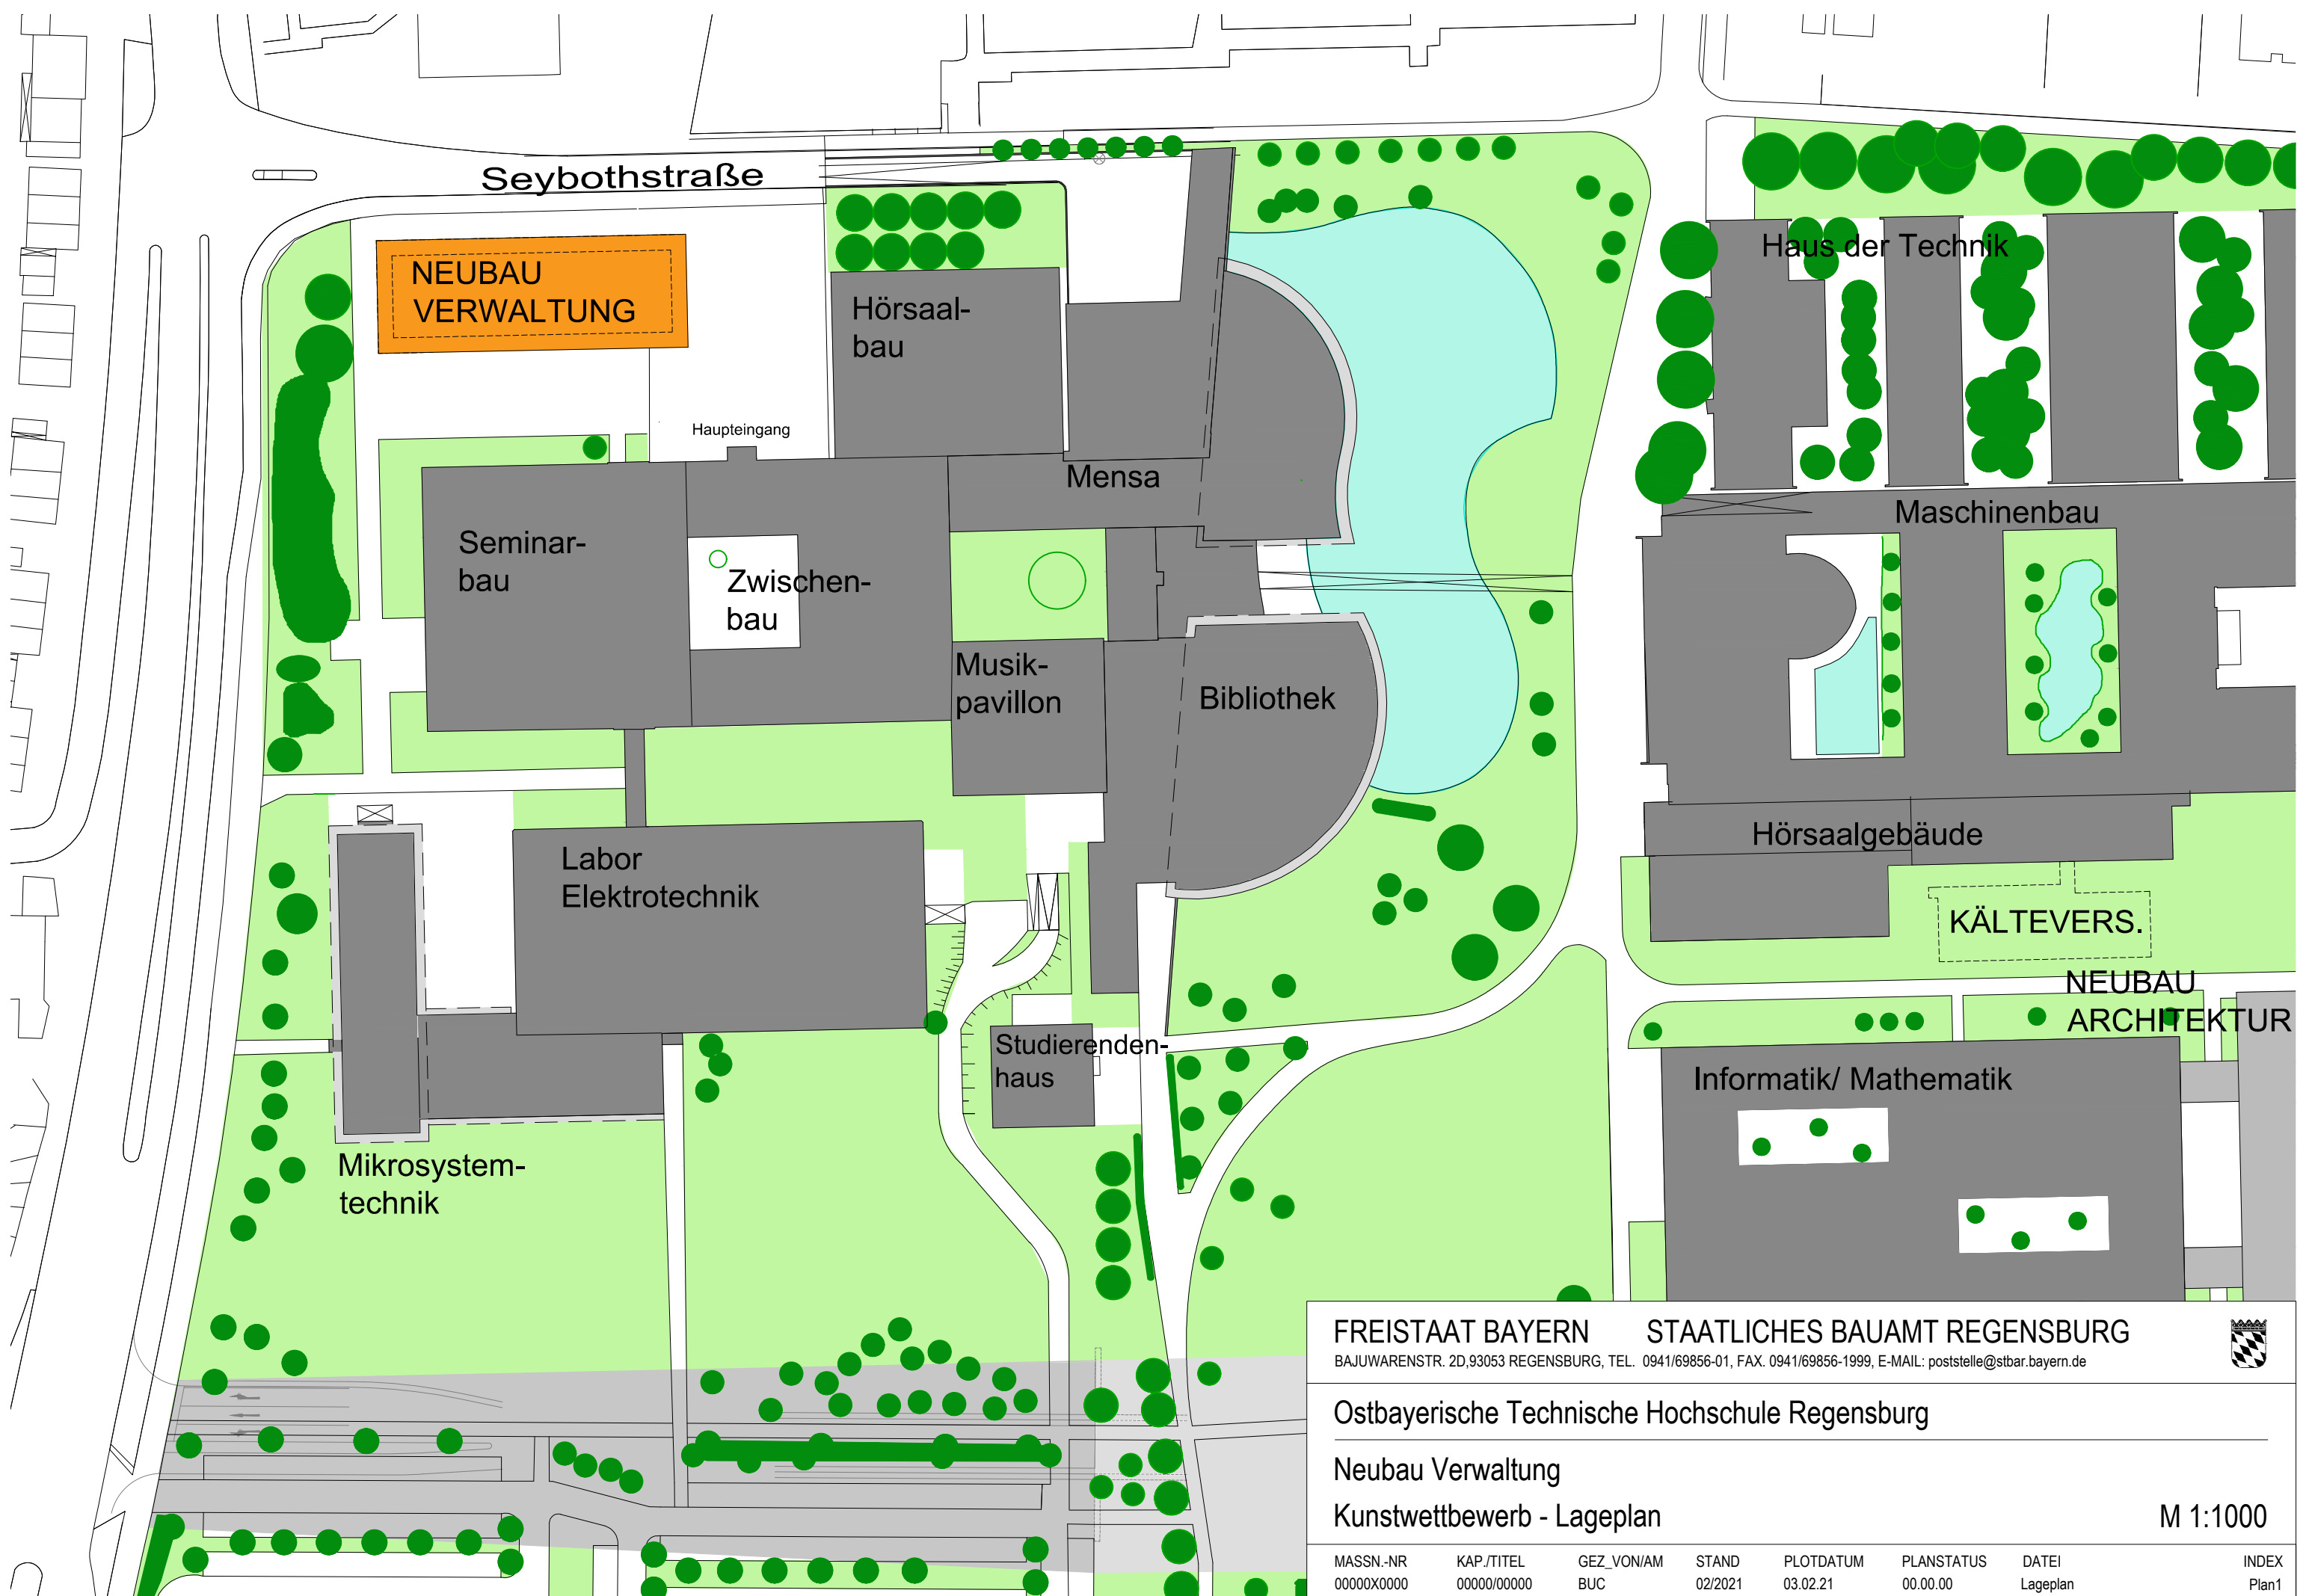 Seybothstraße
NEUBAU
VERWALTUNG
Hörsaal-
bau
Haus der Technik
Haupteingang
Mensa
Maschinenbau
Seminar-
bau
Zwischen-
bau
Musik-
pavillon
Bibliothek
Hörsaalgebäude
Labor
Elektrotechnik
KÄLTEVERS.
NEUBAU
ARCHITEKTUR
Studierenden-
haus
Informatik/ Mathematik
Mikrosystem-
technik
FREISTAAT BAYERN STAATLICHES BAUAMT REGENSBURG
BAJUWARENSTR. 2D,93053 REGENSBURG, TEL. 0941/69856-01, FAX. 0941/69856-1999, E-MAIL: poststelle@stbar.bayern.de
Ostbayerische Technische Hochschule Regensburg
Neubau Verwaltung
Kunstwettbewerb - Lageplan M 1:1000
MASSN.-NR KAP./TITEL GEZ_VON/AM STAND PLOTDATUM PLANSTATUS DATEI INDEX
00000X0000 00000/00000 BUC 02/2021 03.02.21 00.00.00 Lageplan Plan1